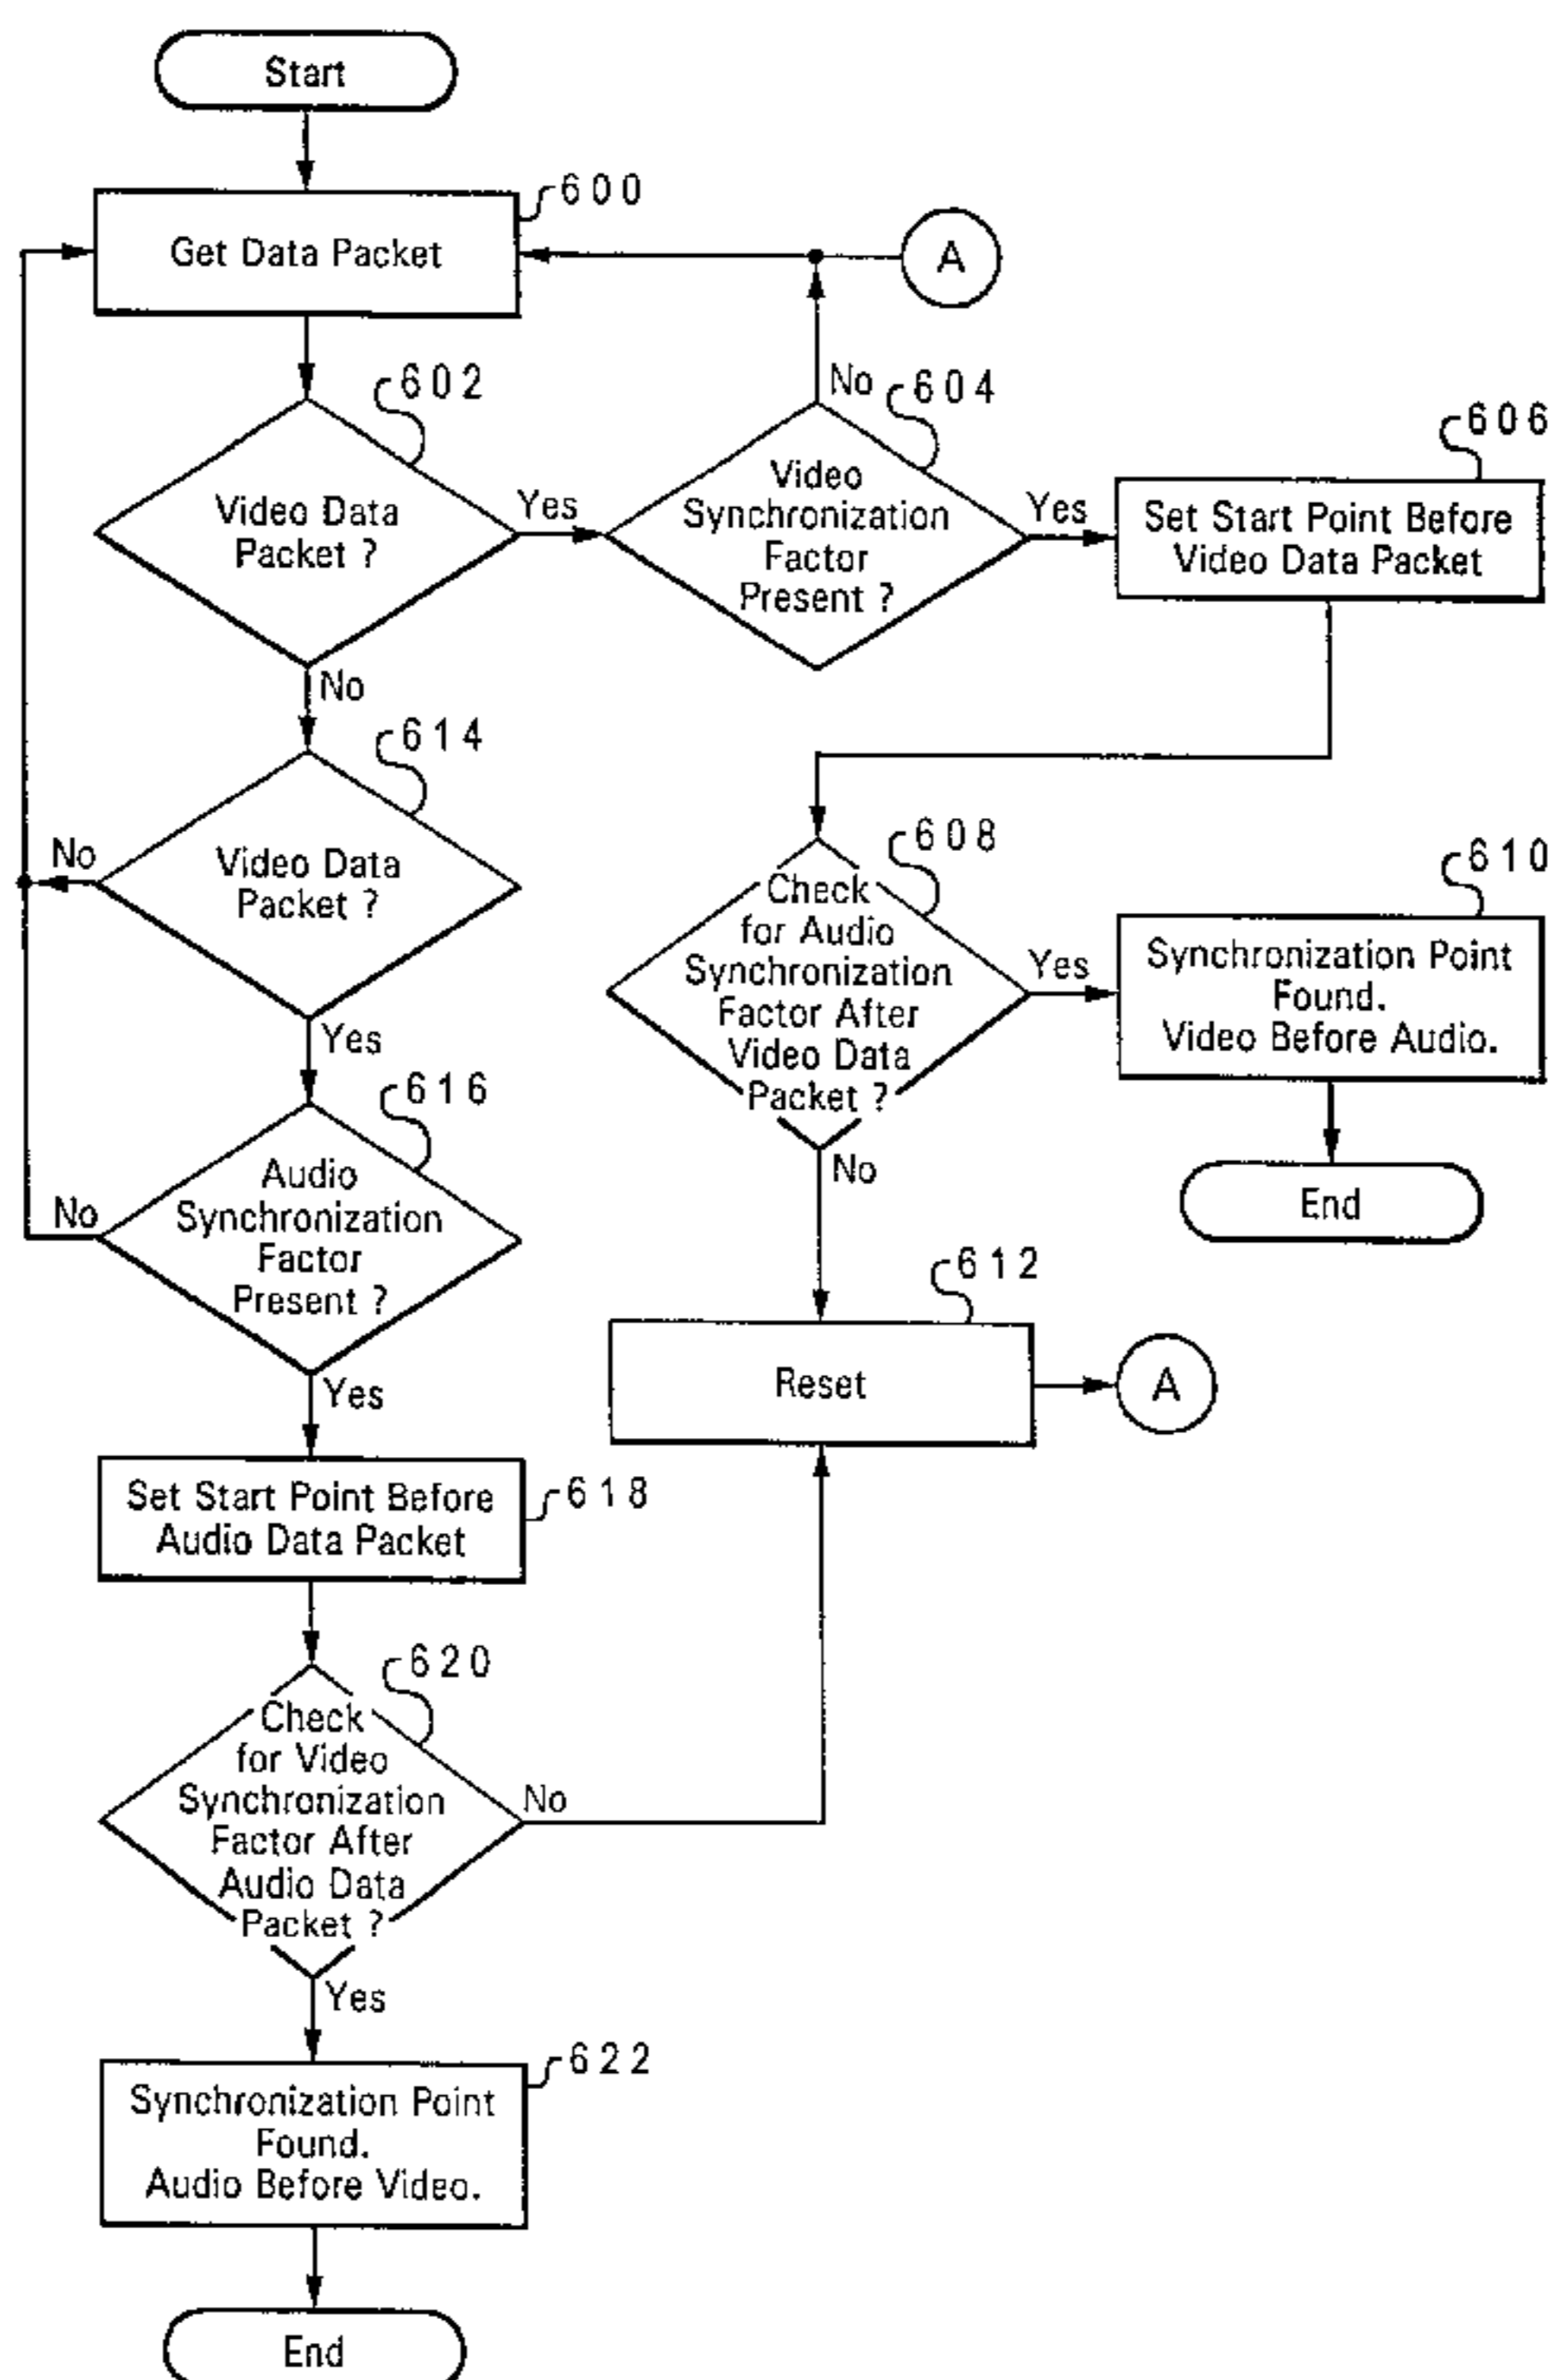 Start
600
Get Data Packet
A
602
Video Data
Packet ?
Yes
No
604
Video
Synchronization
Factor
Present ?
Yes
606
Set Start Point Before
Video Data Packet
No
614
Video Data
Packet ?
No
Yes
608
Check
for Audio
Synchronization
Factor After
Video Data
Packet ?
Yes
610
Synchronization Point
Found.
Video Before Audio.
End
No
616
Audio
Synchronization
Factor
Present ?
No
Yes
612
Reset
A
618
Set Start Point Before
Audio Data Packet
620
Check
for Video
Synchronization
Factor After
Audio Data
Packet ?
No
Yes
622
Synchronization Point
Found.
Audio Before Video.
End